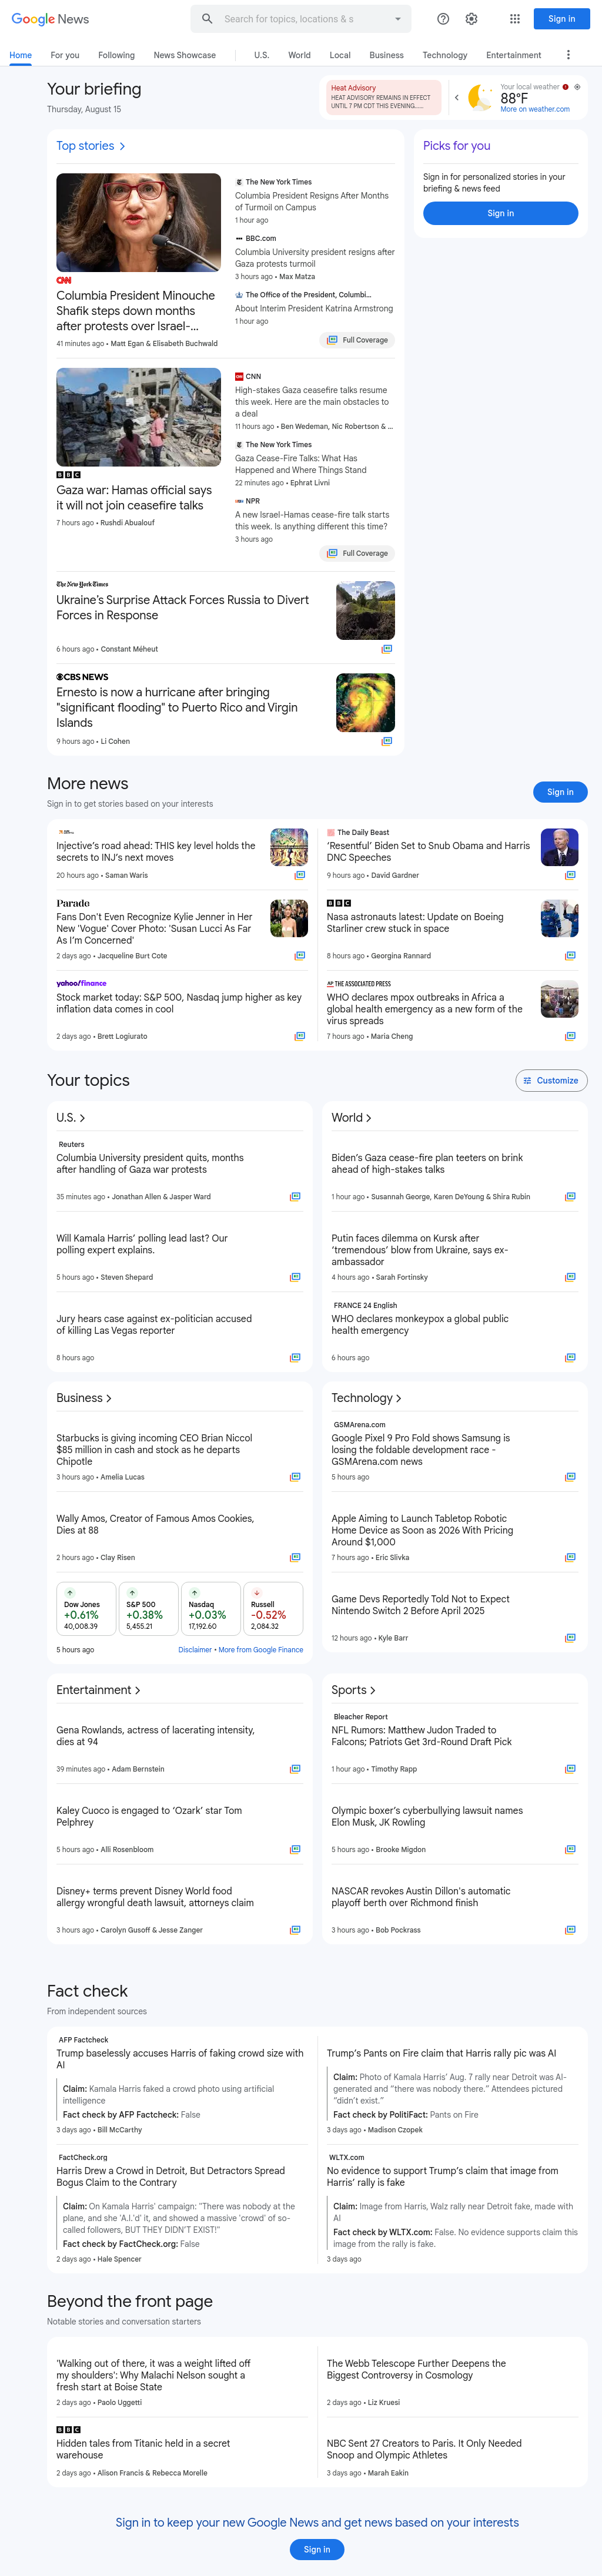 Google News
Search for topics, locations & s
Sign in
Home
For you
Following
News Showcase
U.S.
World
Local
Business
Technology
Entertainment
Your briefing
Thursday, August 15
Heat Advisory
HEAT ADVISORY REMAINS IN EFFECT
UNTIL 7 PM CDT THIS EVENING......
Your local weather
88°F
More on weather.com
Top stories
CNN
Columbia President Minouche
Shafik steps down months
after protests over Israel-...
41 minutes ago • Matt Egan & Elisabeth Buchwald
The New York Times
Columbia President Resigns After Months
of Turmoil on Campus
1 hour ago
BBC.com
Columbia University president resigns after
Gaza protests turmoil
3 hours ago • Max Matza
The Office of the President, Columbi...
About Interim President Katrina Armstrong
1 hour ago
Full Coverage
Picks for you
Sign in for personalized stories in your
briefing & news feed
Sign in
BBC
Gaza war: Hamas official says
it will not join ceasefire talks
7 hours ago • Rushdi Abualouf
CNN
High-stakes Gaza ceasefire talks resume
this week. Here are the main obstacles to
a deal
11 hours ago • Ben Wedeman, Nic Robertson & ...
The New York Times
Gaza Cease-Fire Talks: What Has
Happened and Where Things Stand
22 minutes ago • Ephrat Livni
NPR
A new Israel-Hamas cease-fire talk starts
this week. Is anything different this time?
3 hours ago
Full Coverage
The New York Times
Ukraine's Surprise Attack Forces Russia to Divert
Forces in Response
6 hours ago • Constant Méheut
CBS NEWS
Ernesto is now a hurricane after bringing
"significant flooding" to Puerto Rico and Virgin
Islands
9 hours ago • Li Cohen
More news
Sign in to get stories based on your interests
Sign in
Injective's road ahead: THIS key level holds the
secrets to INJ's next moves
20 hours ago • Saman Waris
Parade
Fans Don't Even Recognize Kylie Jenner in Her
New 'Vogue' Cover Photo: 'Susan Lucci As Far
As I'm Concerned'
2 days ago • Jacqueline Burt Cote
yahoo/finance
Stock market today: S&P 500, Nasdaq jump higher as key
inflation data comes in cool
2 days ago • Brett Logiurato
The Daily Beast
'Resentful' Biden Set to Snub Obama and Harris
DNC Speeches
9 hours ago • David Gardner
BBC
Nasa astronauts latest: Update on Boeing
Starliner crew stuck in space
8 hours ago • Georgina Rannard
AP THE ASSOCIATED PRESS
WHO declares mpox outbreaks in Africa a
global health emergency as a new form of the
virus spreads
7 hours ago • Maria Cheng
Your topics
Customize
U.S.
Reuters
Columbia University president quits, months
after handling of Gaza war protests
35 minutes ago • Jonathan Allen & Jasper Ward
Will Kamala Harris' polling lead last? Our
polling expert explains.
5 hours ago • Steven Shepard
Jury hears case against ex-politician accused
of killing Las Vegas reporter
8 hours ago
World
Biden's Gaza cease-fire plan teeters on brink
ahead of high-stakes talks
1 hour ago • Susannah George, Karen DeYoung & Shira Rubin
Putin faces dilemma on Kursk after
'tremendous' blow from Ukraine, says ex-
ambassador
4 hours ago • Sarah Fortinsky
FRANCE 24 English
WHO declares monkeypox a global public
health emergency
6 hours ago
Business
Starbucks is giving incoming CEO Brian Niccol
$85 million in cash and stock as he departs
Chipotle
3 hours ago • Amelia Lucas
Wally Amos, Creator of Famous Amos Cookies,
Dies at 88
2 hours ago • Clay Risen
Dow Jones
+0.61%
40,008.39
S&P 500
+0.38%
5,455.21
Nasdaq
+0.03%
17,192.60
Russell
-0.52%
2,084.32
5 hours ago
Disclaimer • More from Google Finance
Technology
GSMArena.com
Google Pixel 9 Pro Fold shows Samsung is
losing the foldable development race -
GSMArena.com news
5 hours ago
Apple Aiming to Launch Tabletop Robotic
Home Device as Soon as 2026 With Pricing
Around $1,000
7 hours ago • Eric Slivka
Game Devs Reportedly Told Not to Expect
Nintendo Switch 2 Before April 2025
12 hours ago • Kyle Barr
Entertainment
Gena Rowlands, actress of lacerating intensity,
dies at 94
39 minutes ago • Adam Bernstein
Kaley Cuoco is engaged to 'Ozark' star Tom
Pelphrey
5 hours ago • Alli Rosenbloom
Disney+ terms prevent Disney World food
allergy wrongful death lawsuit, attorneys claim
3 hours ago • Carolyn Gusoff & Jesse Zanger
Sports
Bleacher Report
NFL Rumors: Matthew Judon Traded to
Falcons; Patriots Get 3rd-Round Draft Pick
1 hour ago • Timothy Rapp
Olympic boxer's cyberbullying lawsuit names
Elon Musk, JK Rowling
5 hours ago • Brooke Migdon
NASCAR revokes Austin Dillon's automatic
playoff berth over Richmond finish
3 hours ago • Bob Pockrass
Fact check
From independent sources
AFP Factcheck
Trump baselessly accuses Harris of faking crowd size with
AI
Claim: Kamala Harris faked a crowd photo using artificial
intelligence
Fact check by AFP Factcheck: False
3 days ago • Bill McCarthy
FactCheck.org
Harris Drew a Crowd in Detroit, But Detractors Spread
Bogus Claim to the Contrary
Claim: On Kamala Harris' campaign: "There was nobody at the
plane, and she 'A.I.'d' it, and showed a massive 'crowd' of so-
called followers, BUT THEY DIDN'T EXIST!"
Fact check by FactCheck.org: False
2 days ago • Hale Spencer
Trump's Pants on Fire claim that Harris rally pic was AI
Claim: Photo of Kamala Harris' Aug. 7 rally near Detroit was AI-
generated and "there was nobody there." Attendees pictured
"didn't exist."
Fact check by PolitiFact: Pants on Fire
3 days ago • Madison Czopek
WLTX.com
No evidence to support Trump's claim that image from
Harris' rally is fake
Claim: Image from Harris, Walz rally near Detroit fake, made with
AI
Fact check by WLTX.com: False. No evidence supports claim this
image from the rally is fake.
3 days ago
Beyond the front page
Notable stories and conversation starters
'Walking out of there, it was a weight lifted off
my shoulders': Why Malachi Nelson sought a
fresh start at Boise State
2 days ago • Paolo Uggetti
BBC
Hidden tales from Titanic held in a secret
warehouse
2 days ago • Alison Francis & Rebecca Morelle
The Webb Telescope Further Deepens the
Biggest Controversy in Cosmology
2 days ago • Liz Kruesi
NBC Sent 27 Creators to Paris. It Only Needed
Snoop and Olympic Athletes
3 days ago • Marah Eakin
Sign in to keep your new Google News and get news based on your interests
Sign in